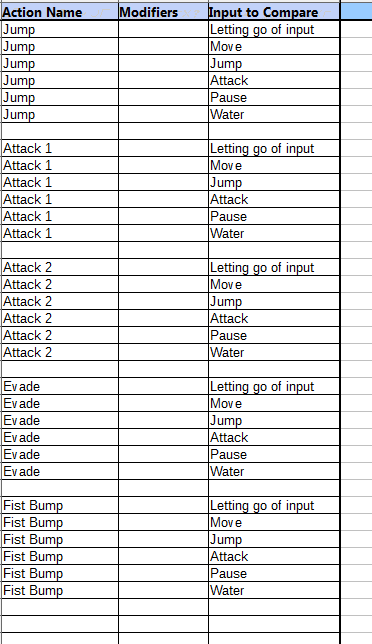 Action Name Modifiers Input to Compare
Jump Letting go of input
Jump Move
Jump Jump
Jump Attack
Jump Pause
Jump Water
Attack 1 Letting go of input
Attack 1 Move
Attack 1 Jump
Attack 1 Attack
Attack 1 Pause
Attack 1 Water
Attack 2 Letting go of input
Attack 2 Move
Attack 2 Jump
Attack 2 Attack
Attack 2 Pause
Attack 2 Water
Evade Letting go of input
Evade Move
Evade Jump
Evade Attack
Evade Pause
Evade Water
Fist Bump Letting go of input
Fist Bump Move
Fist Bump Jump
Fist Bump Attack
Fist Bump Pause
Fist Bump Water